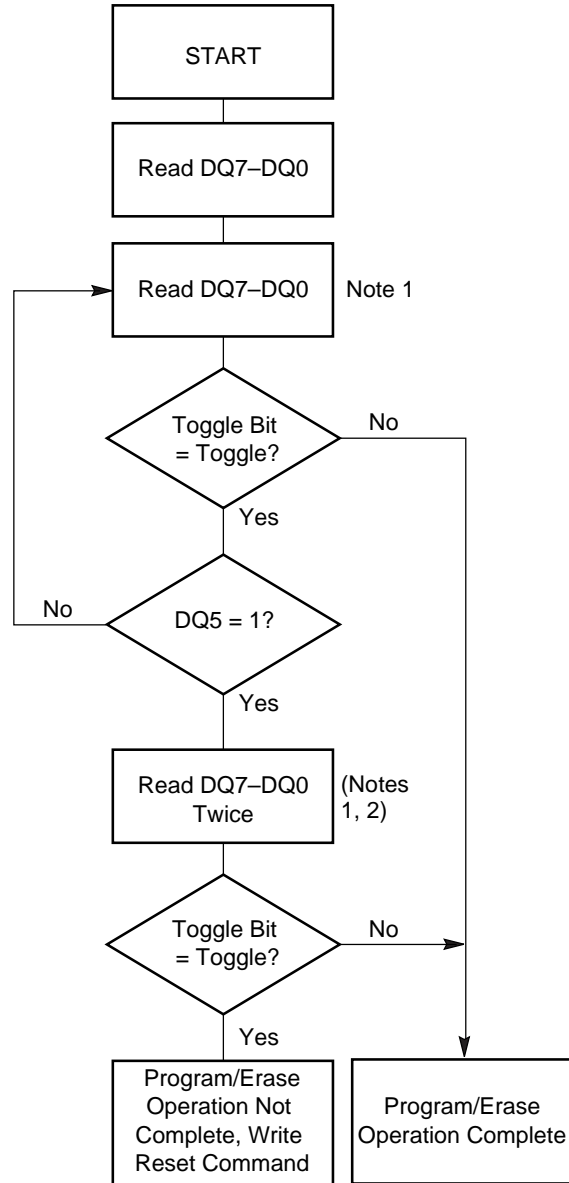 START
Read DQ7–DQ0
Read DQ7–DQ0
Note 1
Toggle Bit
= Toggle?
No
Yes
DQ5 = 1?
No
Yes
Read DQ7–DQ0
Twice
(Notes
1, 2)
Toggle Bit
= Toggle?
No
Yes
Program/Erase
Operation Not
Complete, Write
Reset Command
Program/Erase
Operation Complete